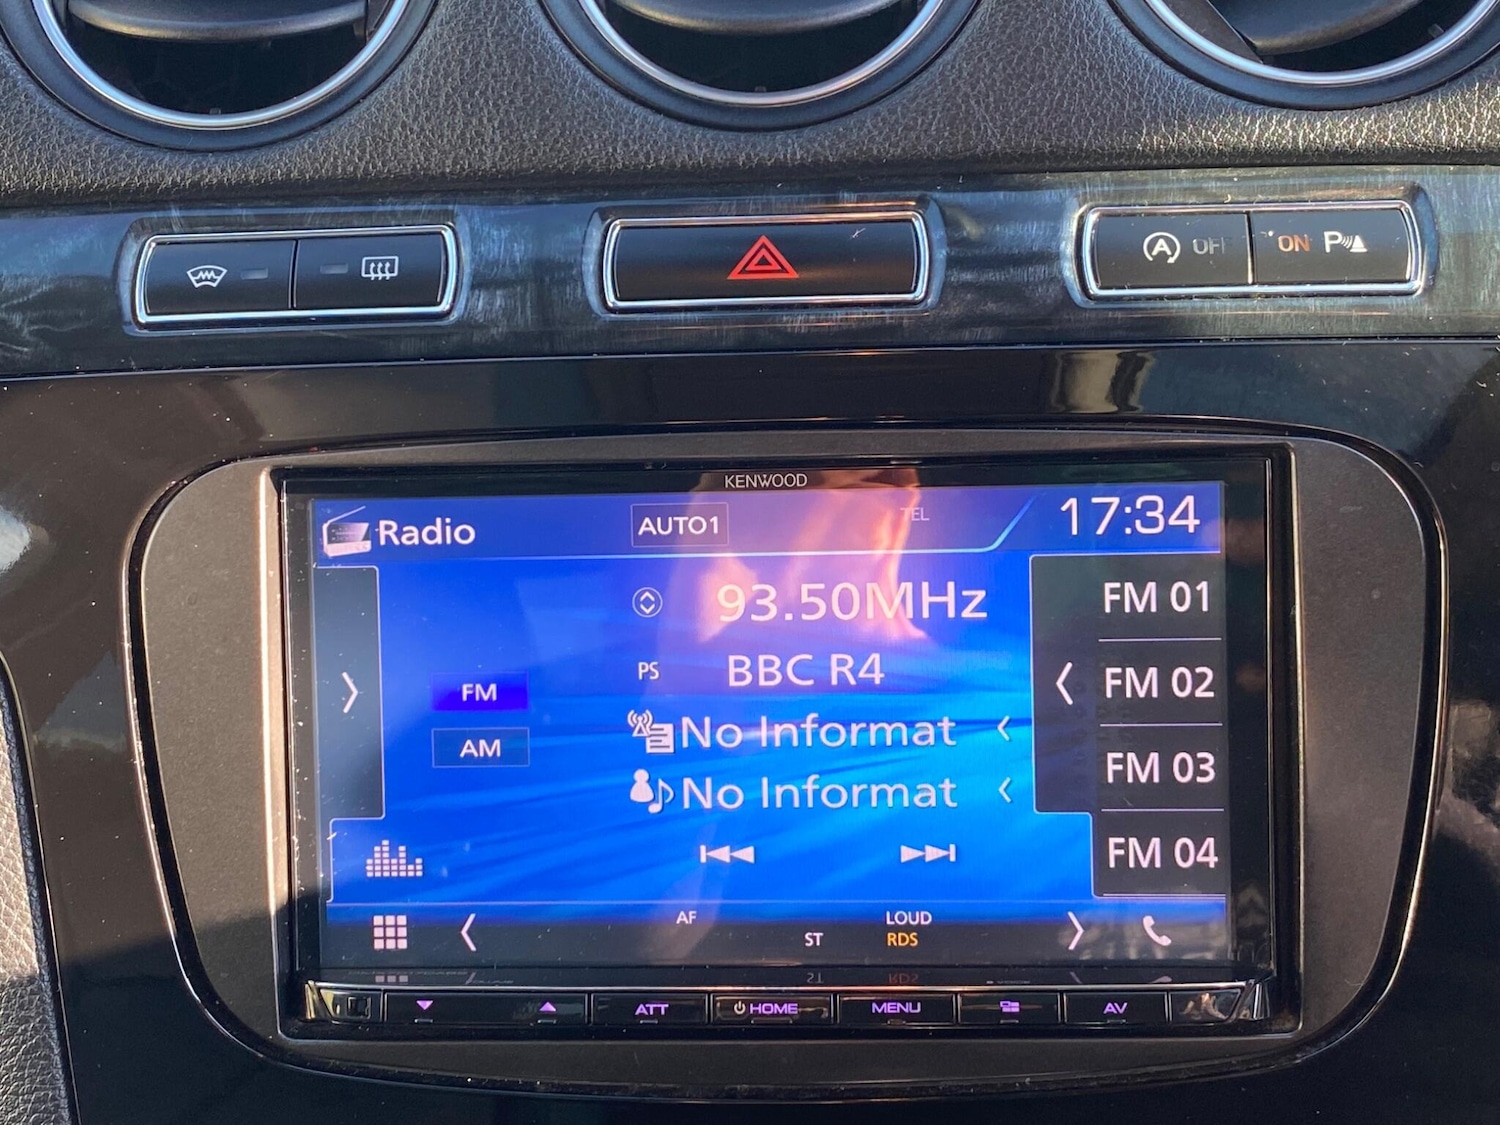 A OFF ON P
KENWOOD
Radio AUTO1 TEL 17:34
93.50MHz FM 01
PS BBC R4 FM 02
FM
No Informat
AM
FM 03
No Informat
FM 04
AF LOUD
ST RDS
ATT HOME MENU AV